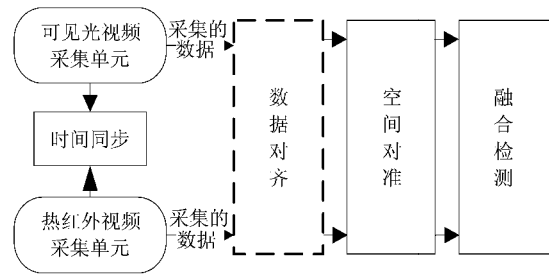 可见光视频
采集单元
采集的
数据
时间同步
热红外视频
采集单元
采集的
数据
数据对齐
空间对准
融合检测